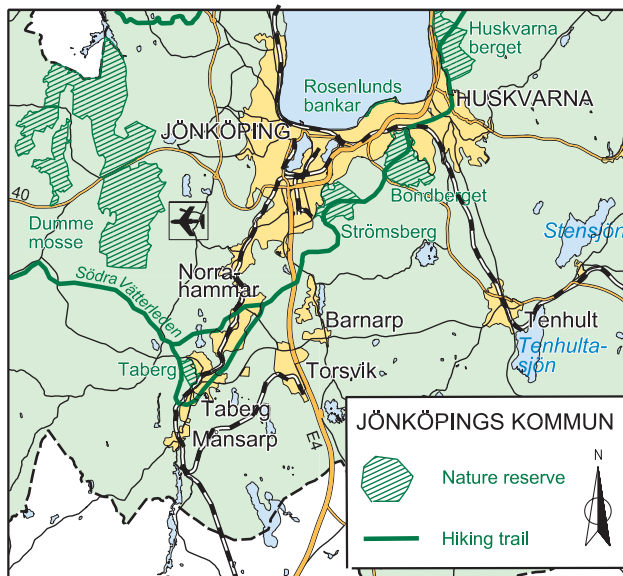 Huskvarna
berget
Rosenlunds
bankar
HUSKVARNA
JÖNKÖPING
Bondberget
40
Dumme
mosse
Strömsberg
Stensjön
Södra Vätterleden
Norra-
hammar
Barnarp
Tenhult
Tenhulta-
sjön
Taberg
Torsvik
Taberg
Månsarp
E4
JÖNKÖPINGS KOMMUN
N
Nature reserve
Hiking trail